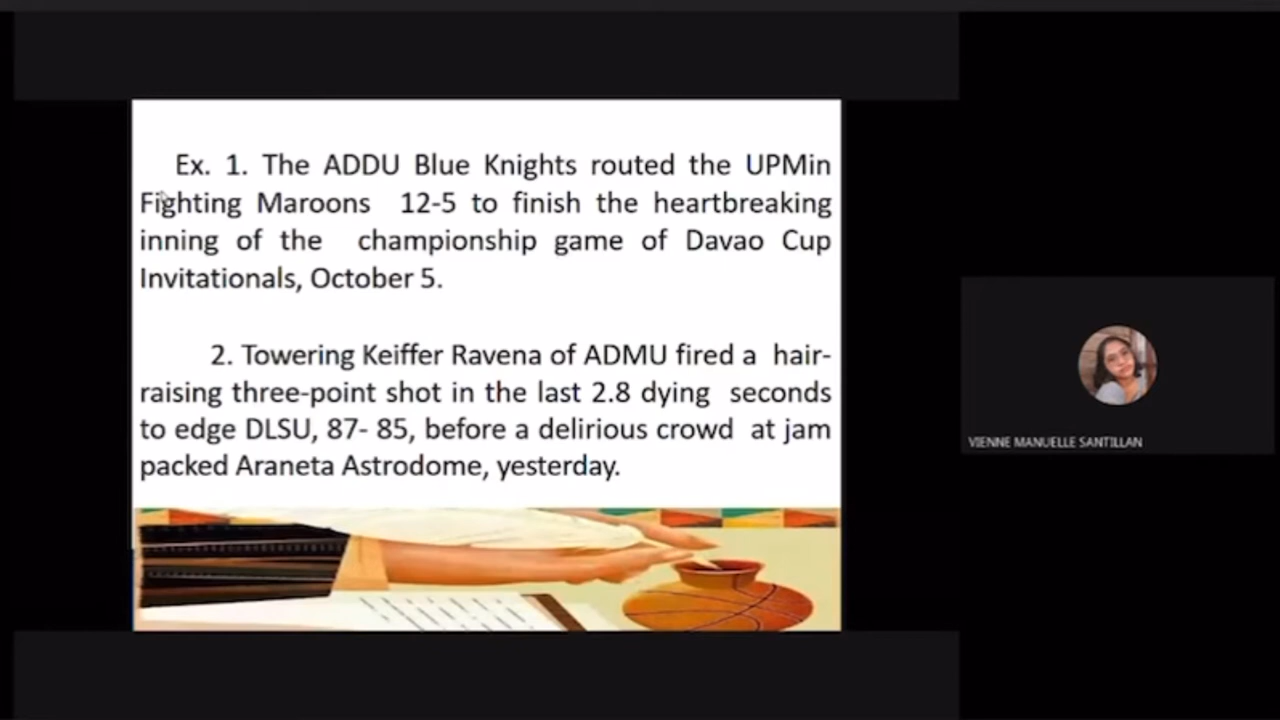 Ex. 1. The ADDU Blue Knights routed the UPMin
Fighting Maroons 12-5 to finish the heartbreaking
inning of the championship game of Davao Cup
Invitationals, October 5.
2. Towering Keiffer Ravena of ADMU fired a hair-
raising three-point shot in the last 2.8 dying seconds
to edge DLSU, 87- 85, before a delirious crowd at jam
packed Araneta Astrodome, yesterday.
VIENNE MANUELLE SANTILLAN